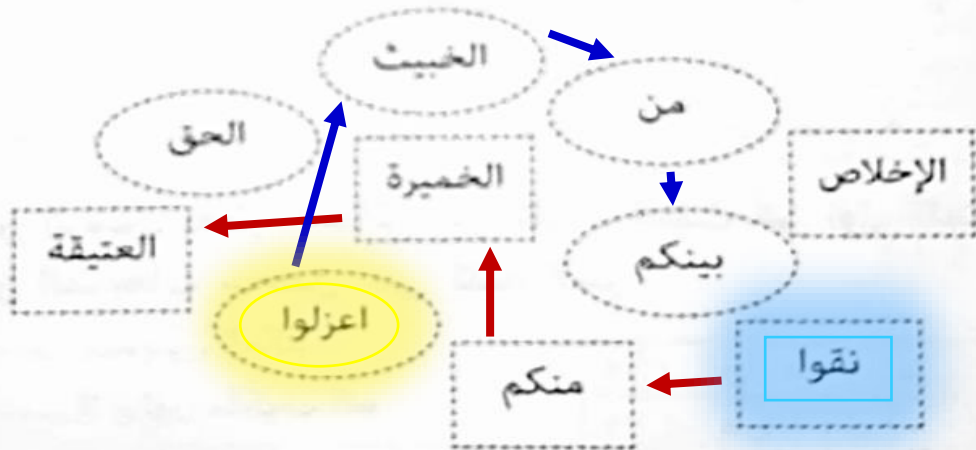 الخبيث
من
الحق
الإخلاص
الخميرة
العتيقة
بينكم
اعزلوا
نقوا
منكم